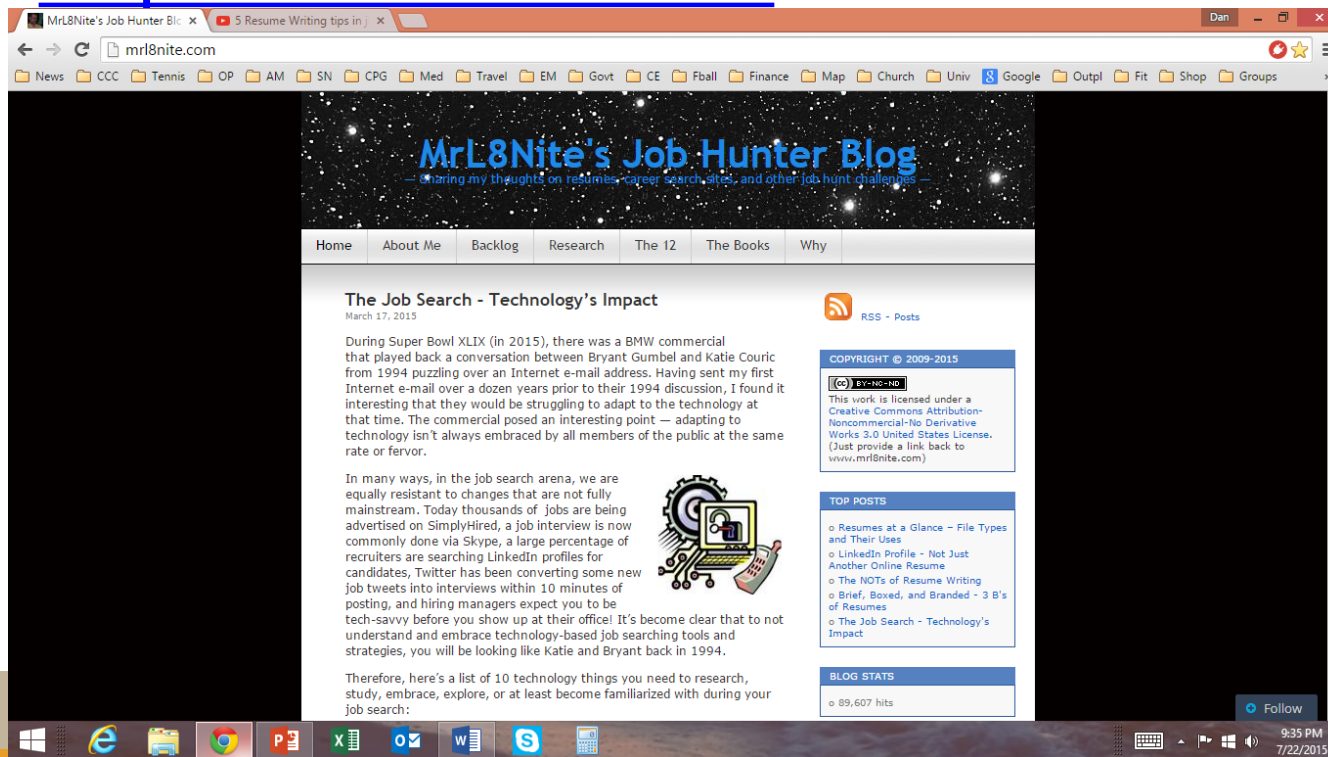 MrL8Nite's Job Hunter Blo
5 Resume Writing tips in j
Dan
mrl8nite.com
News CCC Tennis OP AM SN CPG Med Travel EM Govt CE Fball Finance Map Church Univ Google Outpl Fit Shop Groups
MrL8Nite's Job Hunter Blog
— Sharing my thoughts on resumes, career search sites, and other job hunt challenges —
Home About Me Backlog Research The 12 The Books Why
The Job Search - Technology's Impact
March 17, 2015
During Super Bowl XLIX (in 2015), there was a BMW commercial
that played back a conversation between Bryant Gumbel and Katie Couric
from 1994 puzzling over an Internet e-mail address. Having sent my first
Internet e-mail over a dozen years prior to their 1994 discussion, I found it
interesting that they would be struggling to adapt to the technology at
that time. The commercial posed an interesting point — adapting to
technology isn't always embraced by all members of the public at the same
rate or fervor.
In many ways, in the job search arena, we are
equally resistant to changes that are not fully
mainstream. Today thousands of jobs are being
advertised on SimplyHired, a job interview is now
commonly done via Skype, a large percentage of
recruiters are searching LinkedIn profiles for
candidates, Twitter has been converting some new
job tweets into interviews within 10 minutes of
posting, and hiring managers expect you to be
tech-savvy before you show up at their office! It's become clear that to not
understand and embrace technology-based job searching tools and
strategies, you will be looking like Katie and Bryant back in 1994.
Therefore, here's a list of 10 technology things you need to research,
study, embrace, explore, or at least become familiarized with during your
job search:
RSS - Posts
COPYRIGHT © 2009-2015
(cc) BY-NC-ND
This work is licensed under a
Creative Commons Attribution-
Noncommercial-No Derivative
Works 3.0 United States License.
(Just provide a link back to
www.mrl8nite.com)
TOP POSTS
o Resumes at a Glance – File Types
and Their Uses
o LinkedIn Profile - Not Just
Another Online Resume
o The NOTs of Resume Writing
o Brief, Boxed, and Branded - 3 B's
of Resumes
o The Job Search - Technology's
Impact
BLOG STATS
o 89,607 hits
Follow
9:35 PM
7/22/2015